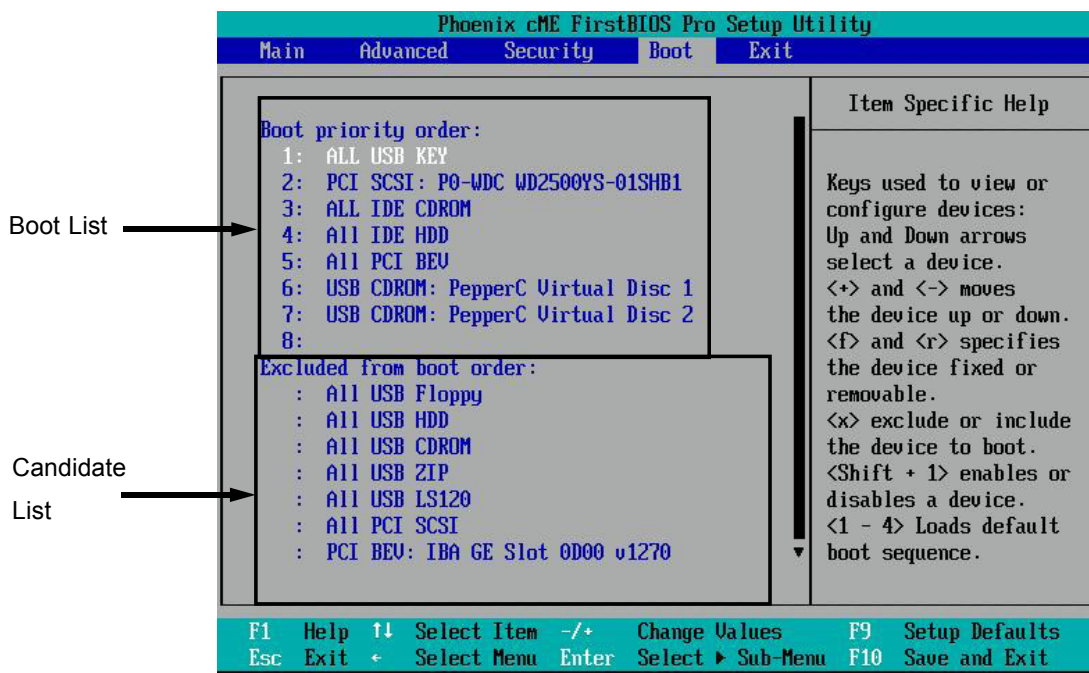 Phoenix cME FirstBIOS Pro Setup Utility
Main Advanced Security Boot Exit
Item Specific Help
Boot priority order:
1: ALL USB KEY
2: PCI SCSI: P0-WDC WD2500YS-01SHB1
3: ALL IDE CDROM
4: All IDE HDD
5: All PCI BEV
6: USB CDROM: PepperC Virtual Disc 1
7: USB CDROM: PepperC Virtual Disc 2
8:
Excluded from boot order:
: All USB Floppy
: All USB HDD
: All USB CDROM
: All USB ZIP
: All USB LS120
: All PCI SCSI
: PCI BEV: IBA GE Slot 0D00 v1270
Keys used to view or
configure devices:
Up and Down arrows
select a device.
<+> and <-> moves
the device up or down.
<f> and <r> specifies
the device fixed or
removable.
<x> exclude or include
the device to boot.
<Shift + 1> enables or
disables a device.
<1 - 4> Loads default
boot sequence.
Boot List
Candidate
List
F1 Help ↑↓ Select Item -/+ Change Values F9 Setup Defaults
Esc Exit ← Select Menu Enter Select ▶ Sub-Menu F10 Save and Exit